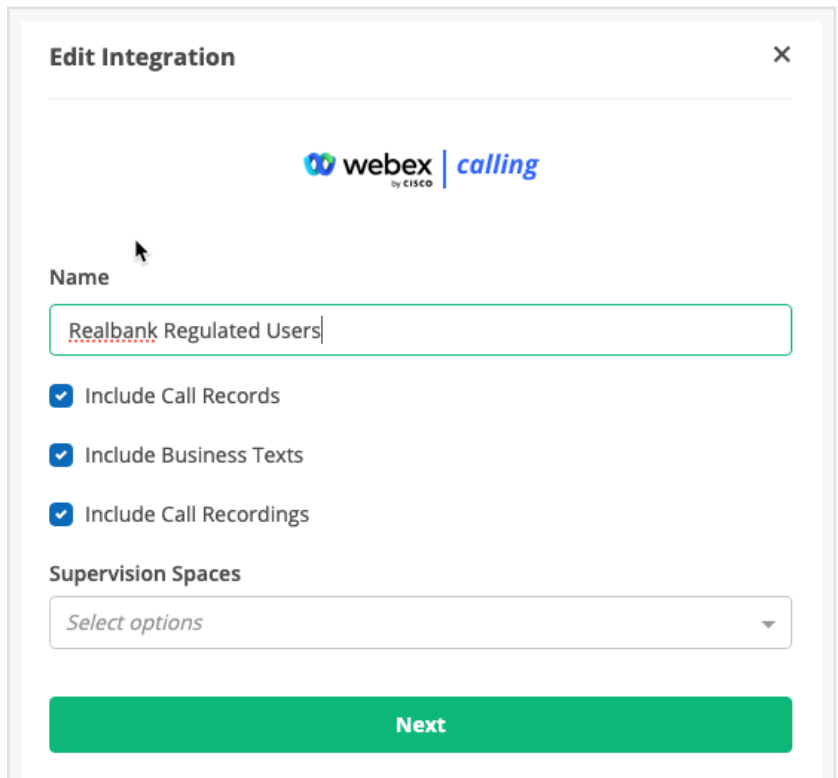 Edit Integration
webex by CISCO calling
Name
Realbank Regulated Users
Include Call Records
Include Business Texts
Include Call Recordings
Supervision Spaces
Select options
Next